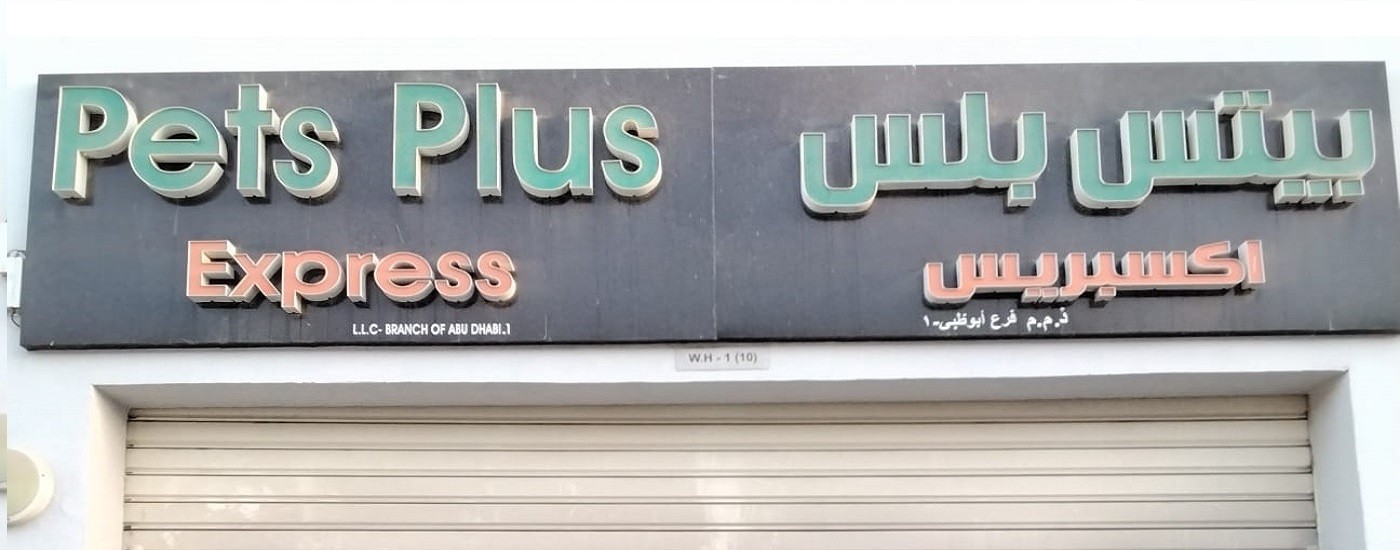 Pets Plus
Express
L.L.C- BRANCH OF ABU DHABI.1
بيتس بلس
اكسبريس
ذ.م.م فرع أبوظبي-١
W.H - 1 (10)